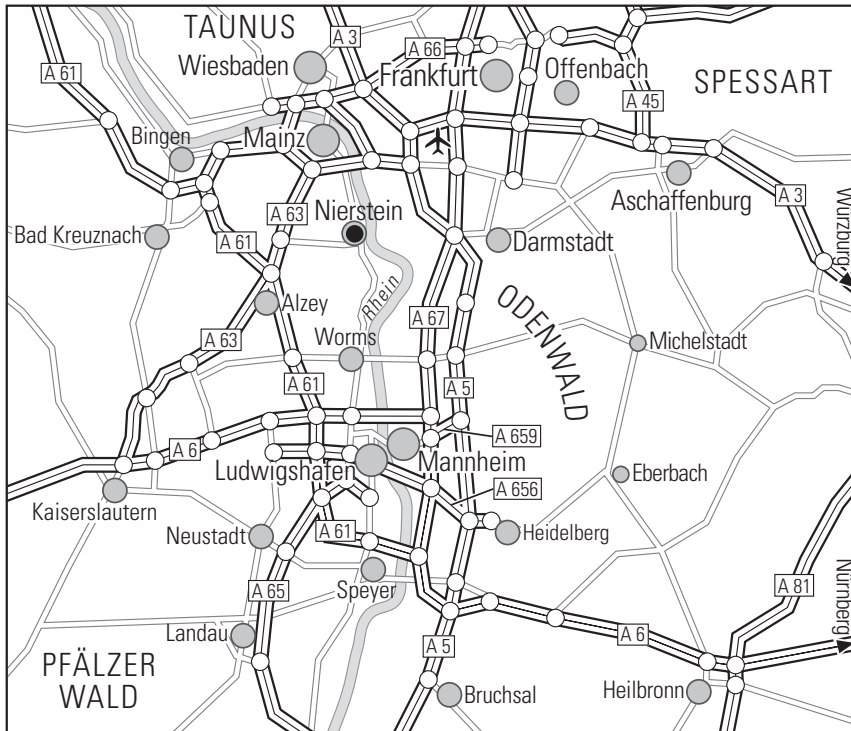 TAUNUS
A 3
A 66
A 61
Wiesbaden
Frankfurt
Offenbach
SPESSART
A 45
Bingen
Mainz
Aschaffenburg
A 3
Würzburg
Nierstein
A 63
Bad Kreuznach
A 61
Darmstadt
Rhein
Alzey
ODENWALD
A 67
A 63
Worms
Michelstadt
A 61
A 5
A 6
A 659
Ludwigshafen
Mannheim
Eberbach
A 656
Kaiserslautern
Neustadt
A 61
Heidelberg
Speyer
A 65
A 81
Nürnberg
Landau
A 5
A 6
PFÄLZER
WALD
Bruchsal
Heilbronn